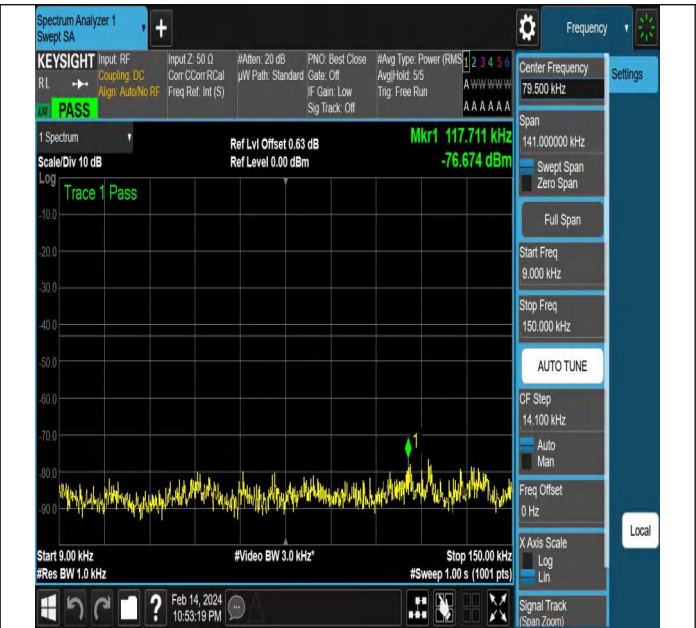 Spectrum Analyzer 1
Swept SA
+
Frequency
KEYSIGHT
RL
PASS
Input: RF
Coupling: DC
Align: Auto/No RF
Input Z: 50 Ω
Corr CCorr RCal
Freq Ref: Int (S)
#Atten: 20 dB
µW Path: Standard
PNO: Best Close
Gate: Off
IF Gain: Low
Sig Track: Off
#Avg Type: Power (RMS
Avg|Hold: 5/5
Trig: Free Run
1 2 3 4 5 6
A W W W W W
A A A A A A
Center Frequency
79.500 kHz
Settings
Span
141.000000 kHz
Swept Span
Zero Span
Full Span
Start Freq
9.000 kHz
Stop Freq
150.000 kHz
AUTO TUNE
CF Step
14.100 kHz
Auto
Man
Freq Offset
0 Hz
X Axis Scale
Log
Lin
Signal Track
(Span Zoom)
Local
1 Spectrum
Scale/Div 10 dB
Ref Lvl Offset 0.63 dB
Ref Level 0.00 dBm
Mkr1 117.711 kHz
-76.674 dBm
Log
Trace 1 Pass
-10.0
-20.0
-30.0
-40.0
-50.0
-60.0
-70.0
-80.0
-90.0
1
Start 9.00 kHz
#Res BW 1.0 kHz
#Video BW 3.0 kHz*
Stop 150.00 kHz
#Sweep 1.00 s (1001 pts)
?
Feb 14, 2024
10:53:19 PM